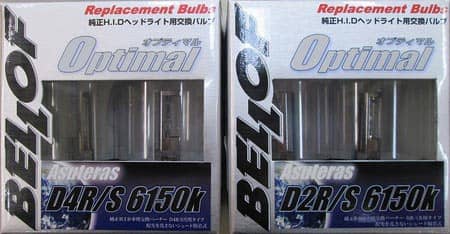 Replacement Bulbs
純正H.I.Dヘッドライト用交換バルブ
オプティマル
Optimal
BELLOF
Asuteras
D4R/S 6150k
Replacement Bulbs
純正H.I.Dヘッドライト用交換バルブ
オプティマル
Optimal
BELLOF
Asuteras
D2R/S 6150k